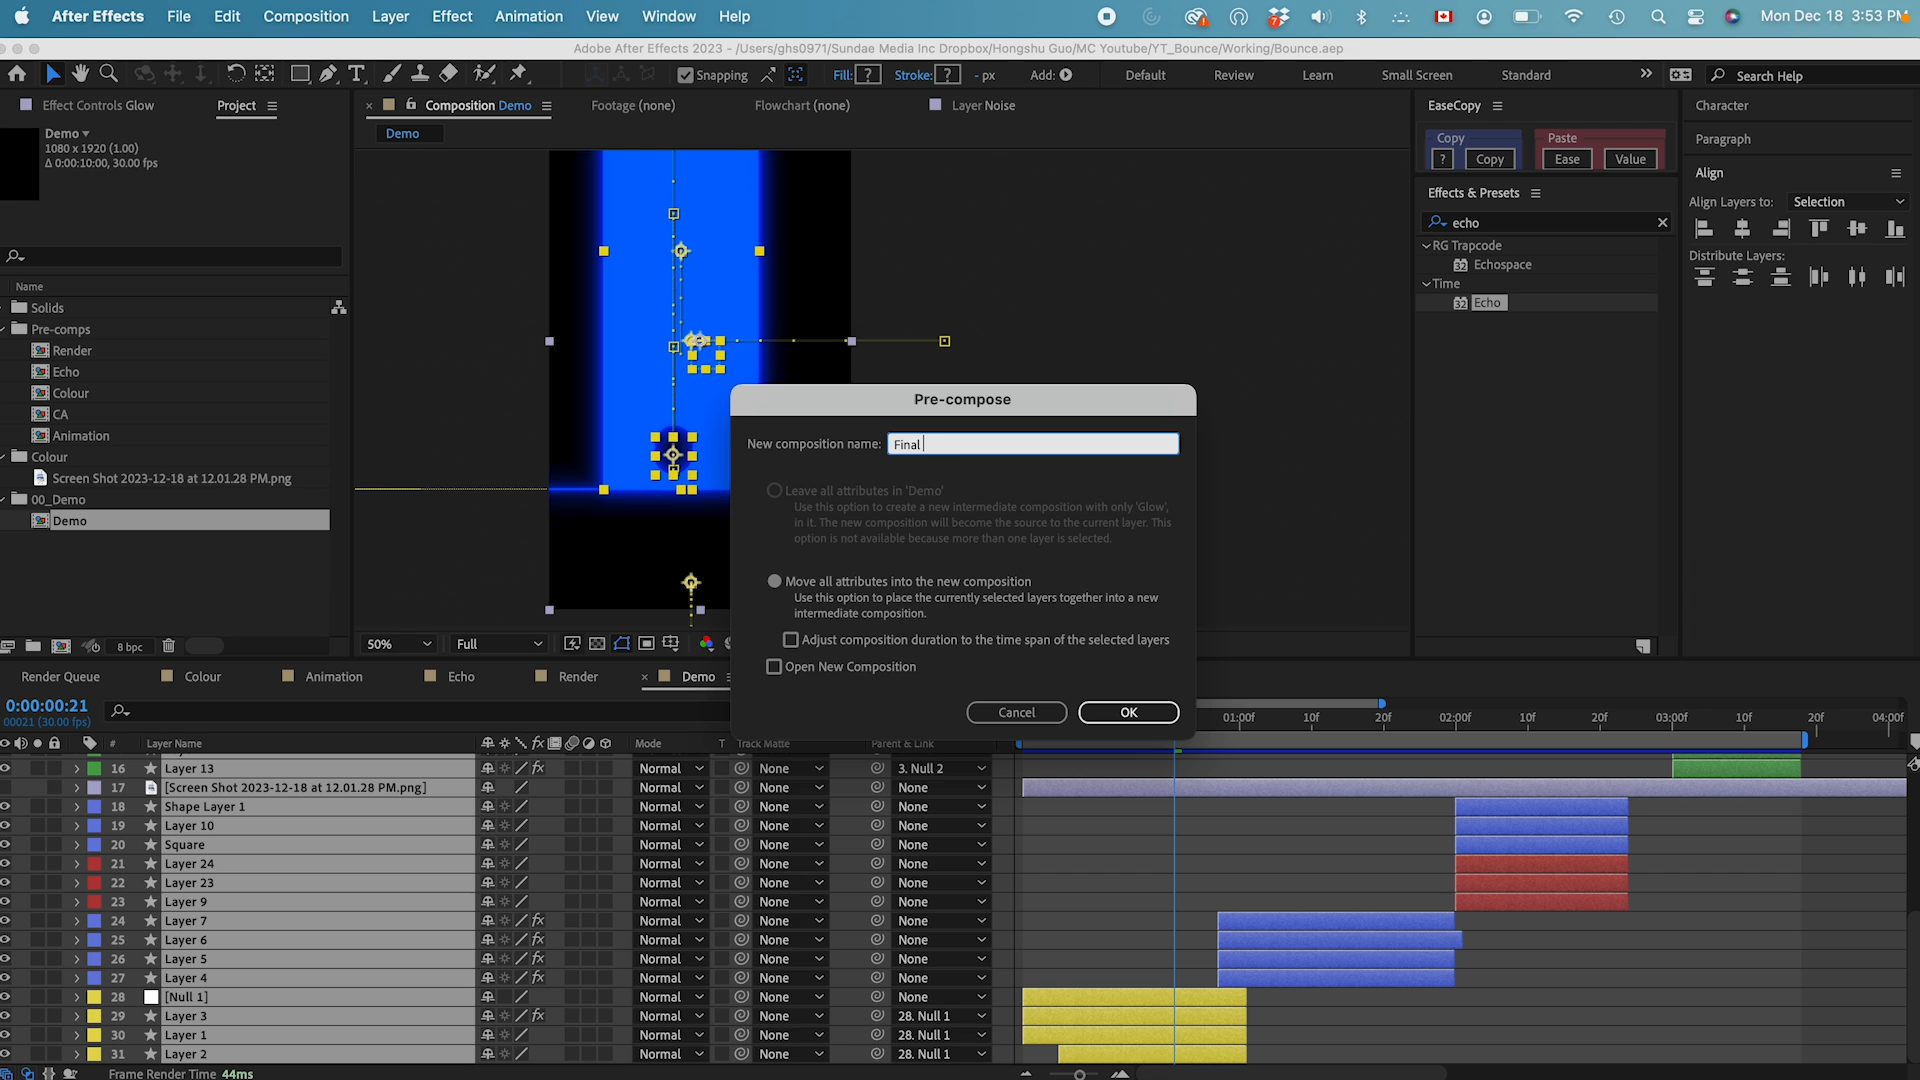 After Effects File Edit Composition Layer Effect Animation View Window Help
7 Mon Dec 18 3:53 PM
Adobe After Effects 2023 - /Users/ghs0971/Sundae Media Inc Dropbox/Hongshu Guo/MC Youtube/YT_Bounce/Working/Bounce.aep
T Snapping Fill: ? Stroke: ? - px Add: Default Review Learn Small Screen Standard Search Help
Effect Controls Glow Project
Composition Demo Footage (none) Flowchart (none) Layer Noise
EaseCopy
Character
Demo
1080 x 1920 (1.00)
Δ 0:00:10:00, 30.00 fps
Demo
Copy Paste
? Copy Ease Value
Paragraph
Align
Effects & Presets
Align Layers to: Selection
echo
RG Trapcode
Echospace
Time
32 Echo
Distribute Layers:
Name
Solids
Pre-comps
Render
Echo
Colour
CA
Animation
Colour
Screen Shot 2023-12-18 at 12.01.28 PM.png
00_Demo
Demo
Pre-compose
New composition name: Final
Leave all attributes in 'Demo'
Use this option to create a new intermediate composition with only 'Glow',
in it. The new composition will become the source to the current layer. This
option is not available because more than one layer is selected.
Move all attributes into the new composition
Use this option to place the currently selected layers together into a new
intermediate composition.
Adjust composition duration to the time span of the selected layers
Open New Composition
Cancel OK
8 bpc
50% Full
Render Queue Colour Animation Echo Render Demo
0:00:00:21
00021 (30.00 fps)
01:00f 10f 20f 02:00f 10f 20f 03:00f 10f 20f 04:00f
# Layer Name fx Mode T Track Matte Parent & Link
16 Layer 13 fx Normal None 3. Null 2
17 [Screen Shot 2023-12-18 at 12.01.28 PM.png] Normal None None
18 Shape Layer 1 Normal None None
19 Layer 10 Normal None None
20 Square Normal None None
21 Layer 24 Normal None None
22 Layer 23 Normal None None
23 Layer 9 Normal None None
24 Layer 7 fx Normal None None
25 Layer 6 fx Normal None None
26 Layer 5 fx Normal None None
27 Layer 4 fx Normal None None
28 [Null 1] Normal None None
29 Layer 3 fx Normal None 28. Null 1
30 Layer 1 Normal None 28. Null 1
31 Layer 2 Normal None 28. Null 1
Frame Render Time 44ms